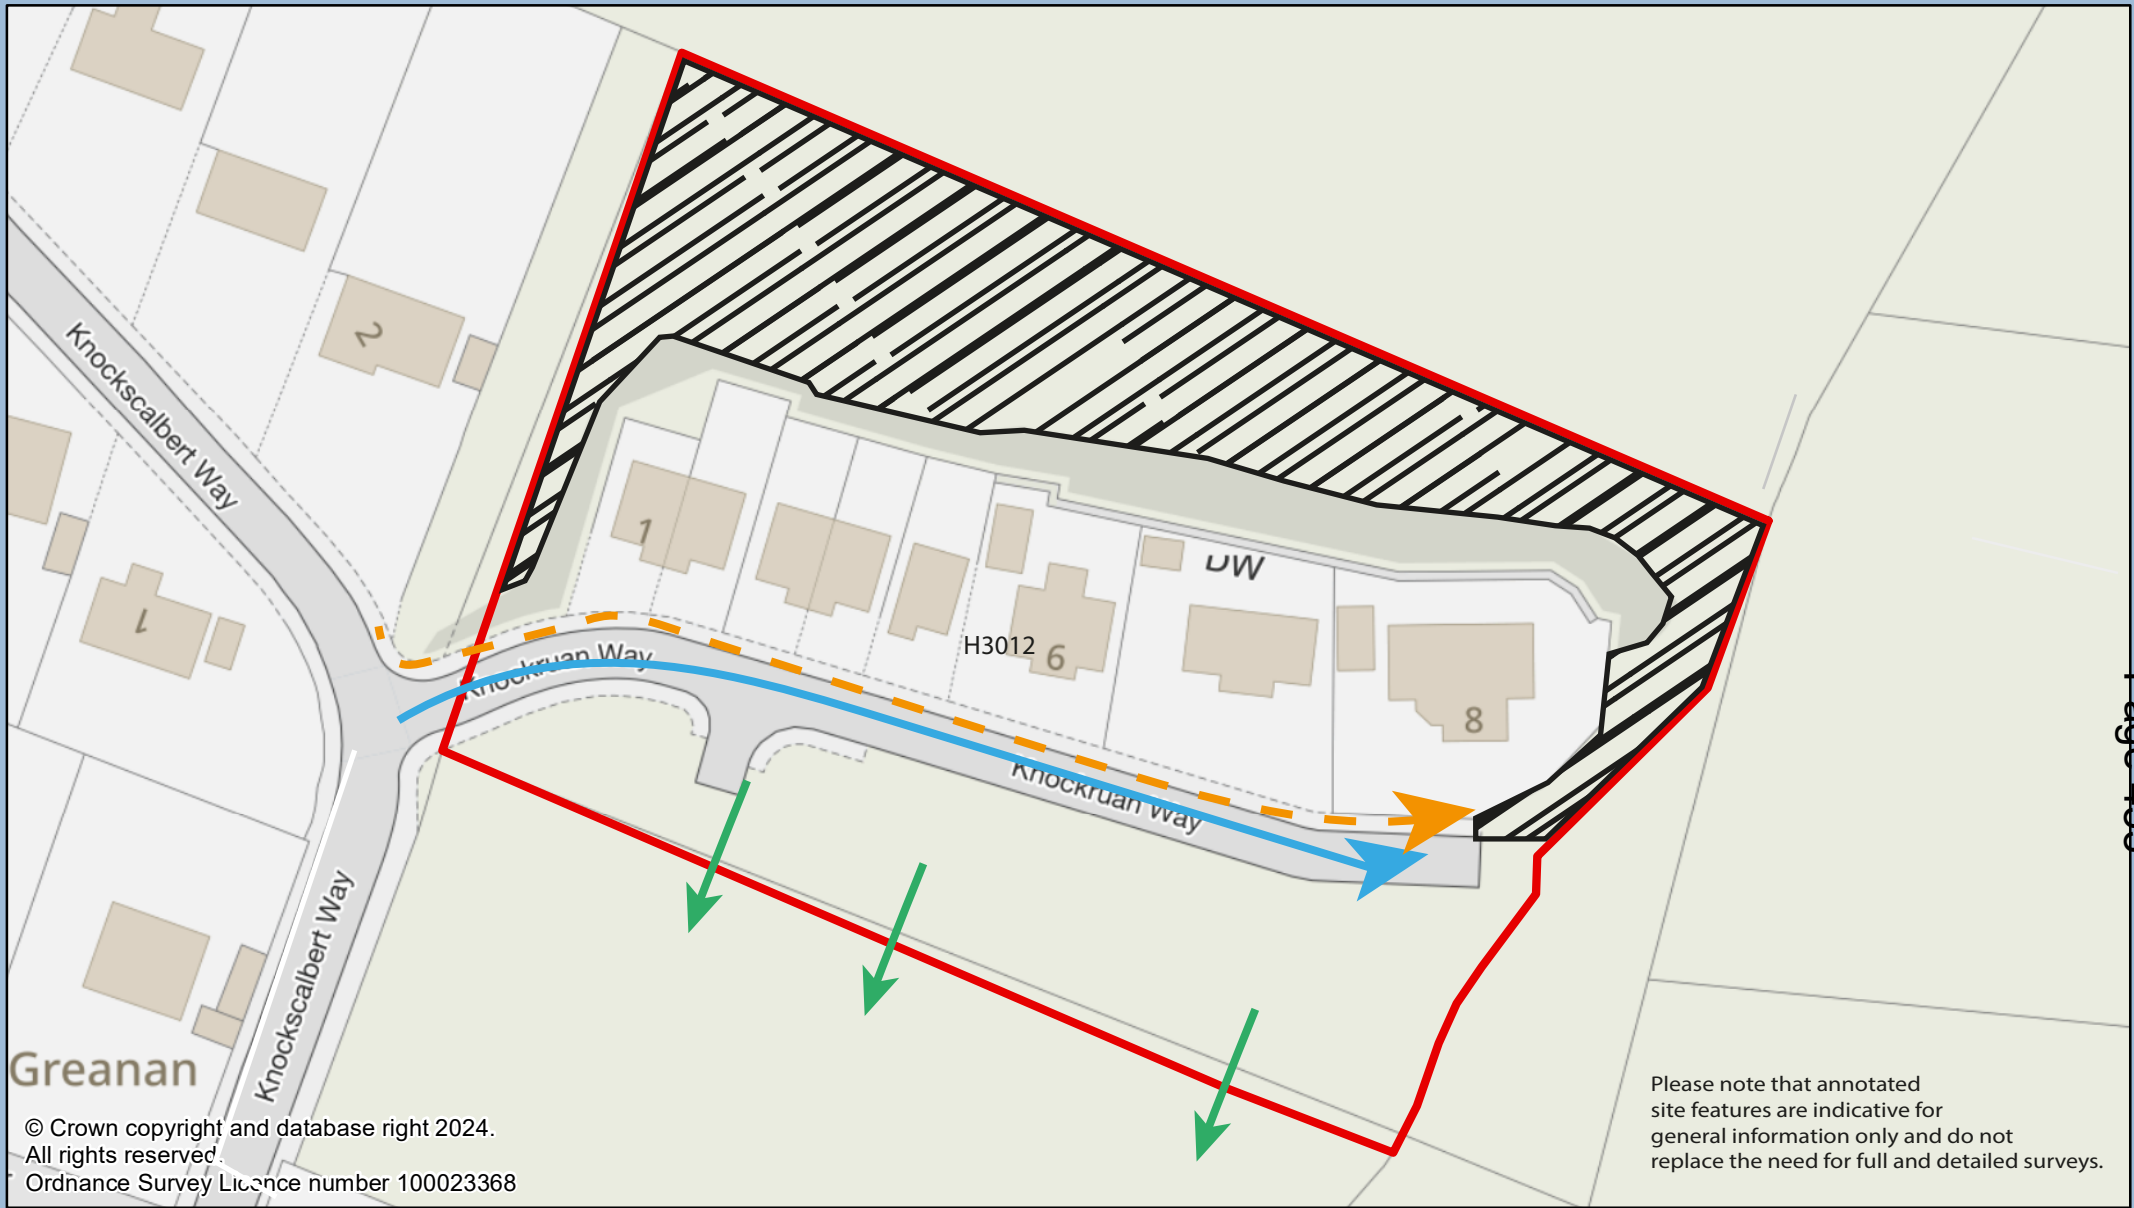 2
Knockscalbert Way
1
1
DW
H3012
6
8
Knockruan Way
Knockruan Way
Knockscalbert Way
Greanan
© Crown copyright and database right 2024.
All rights reserved.
Ordnance Survey Licence number 100023368
Please note that annotated
site features are indicative for
general information only and do not
replace the need for full and detailed surveys.